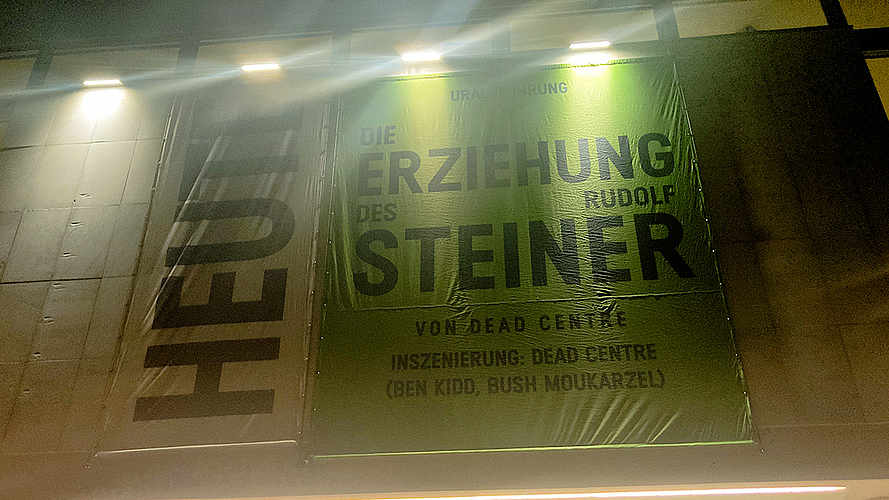 HEUTE
URAUFFÜHRUNG
DIE
ERZIEHUNG
DES RUDOLF
STEINER
VON DEAD CENTRE
INSZENIERUNG: DEAD CENTRE
(BEN KIDD, BUSH MOUKARZEL)